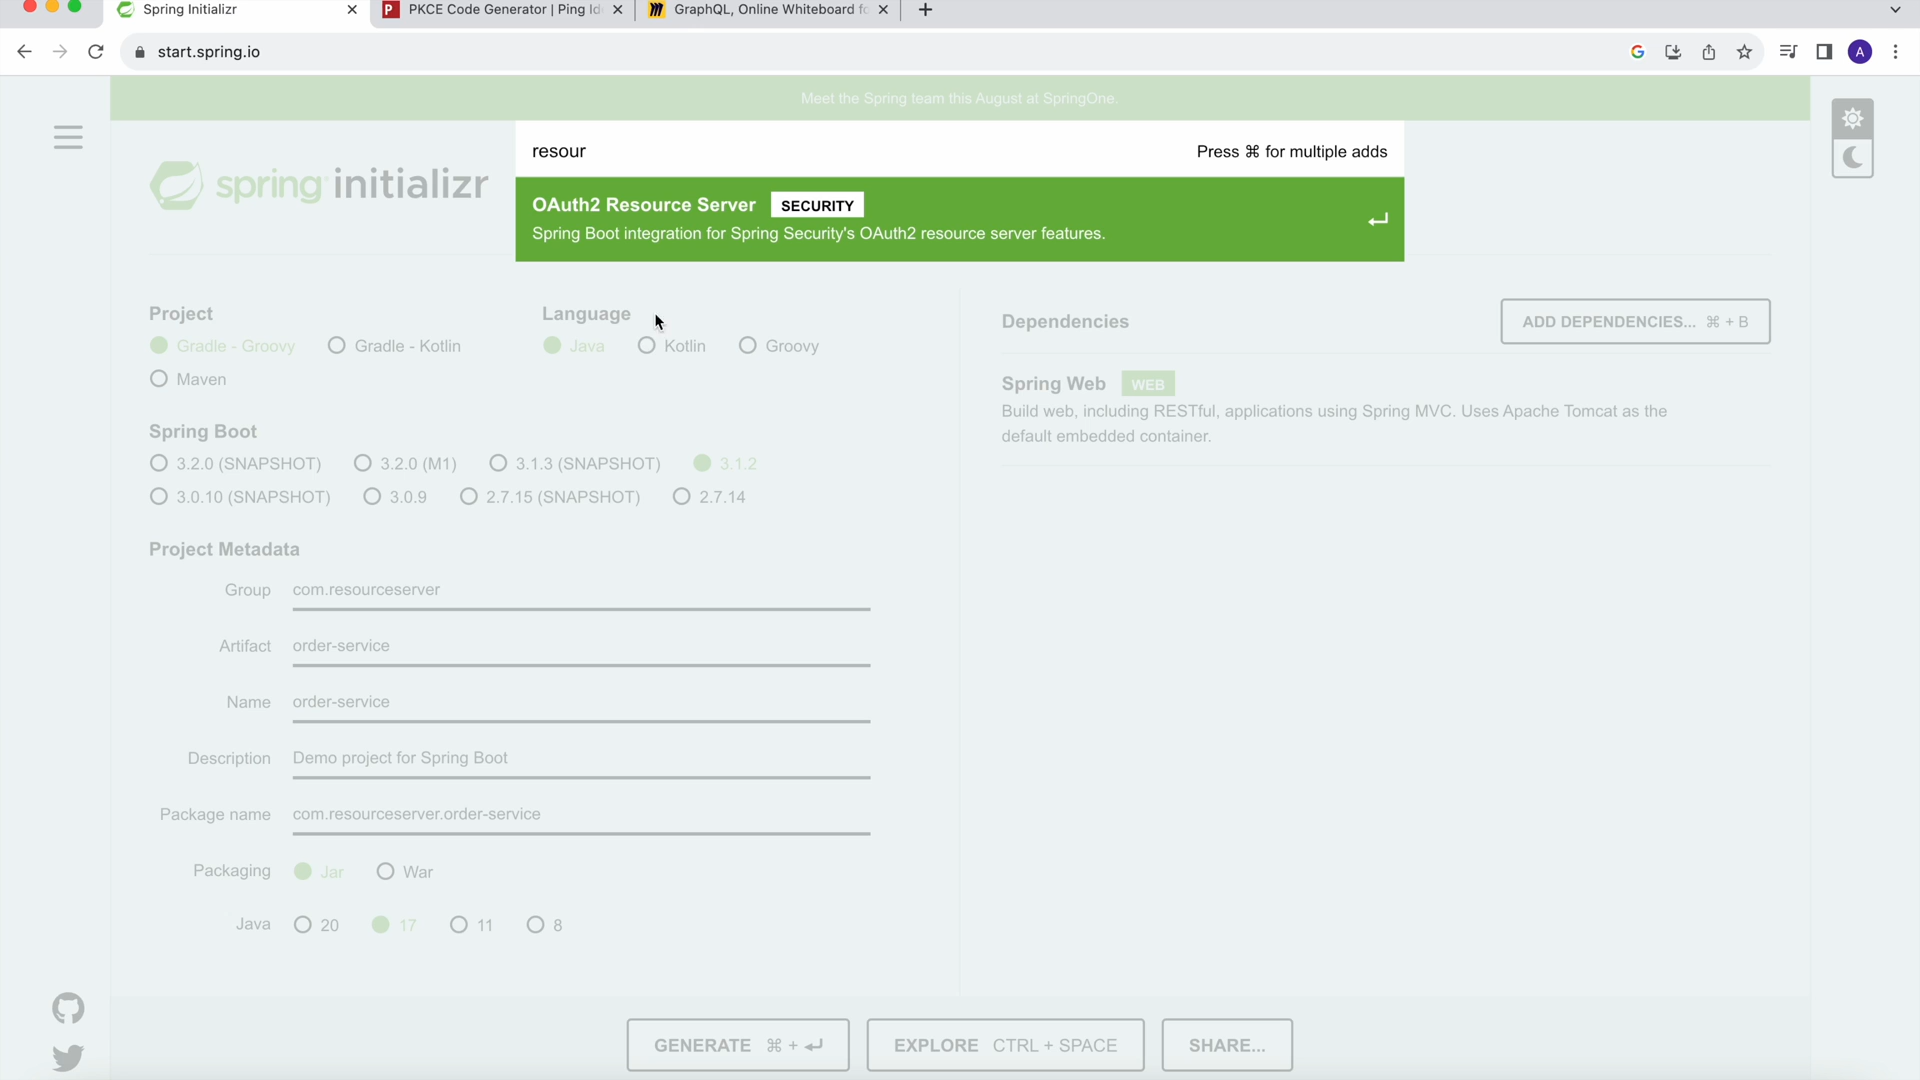 Spring Initializr
PKCE Code Generator | Ping Id
GraphQL, Online Whiteboard fo
start.spring.io
A
Meet the Spring team this August at SpringOne.
resour
Press ⌘ for multiple adds
spring initializr
OAuth2 Resource Server SECURITY
Spring Boot integration for Spring Security's OAuth2 resource server features.
Project
Gradle - Groovy Gradle - Kotlin
Maven
Language
Java Kotlin Groovy
Spring Boot
3.2.0 (SNAPSHOT) 3.2.0 (M1) 3.1.3 (SNAPSHOT) 3.1.2
3.0.10 (SNAPSHOT) 3.0.9 2.7.15 (SNAPSHOT) 2.7.14
Project Metadata
Group com.resourceserver
Artifact order-service
Name order-service
Description Demo project for Spring Boot
Package name com.resourceserver.order-service
Packaging Jar War
Java 20 17 11 8
Dependencies
ADD DEPENDENCIES... ⌘ + B
Spring Web WEB
Build web, including RESTful, applications using Spring MVC. Uses Apache Tomcat as the
default embedded container.
GENERATE ⌘ + ↵
EXPLORE CTRL + SPACE
SHARE...